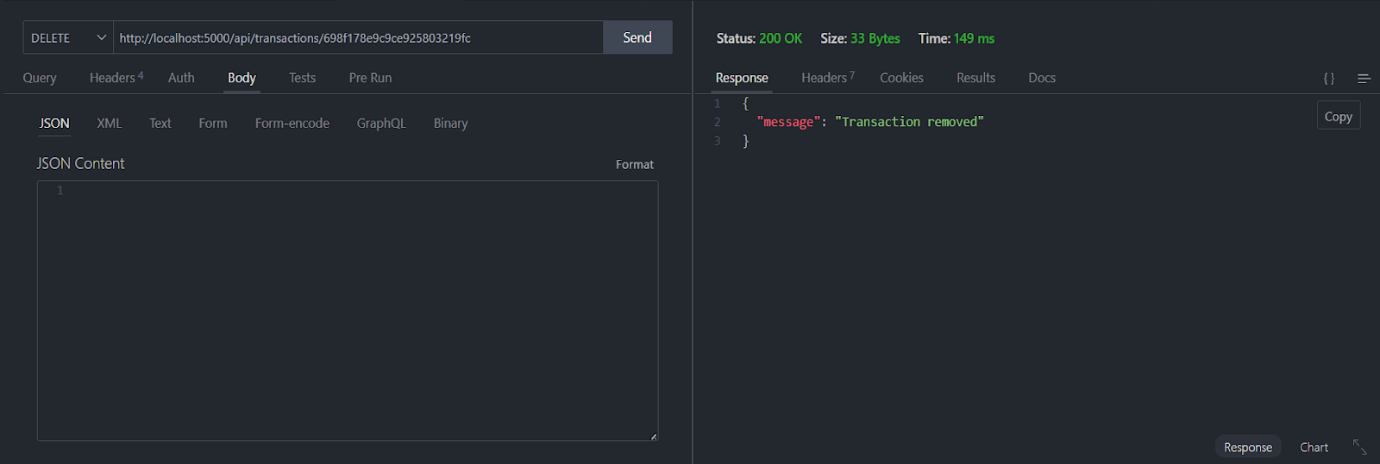 DELETE http://localhost:5000/api/transactions/698f178e9c9ce925803219fc Send
Query Headers 4 Auth Body Tests Pre Run
JSON XML Text Form Form-encode GraphQL Binary
JSON Content Format
1
Status: 200 OK Size: 33 Bytes Time: 149 ms
Response Headers 7 Cookies Results Docs { }
1 {
2 "message": "Transaction removed"
3 }
Copy
Response Chart